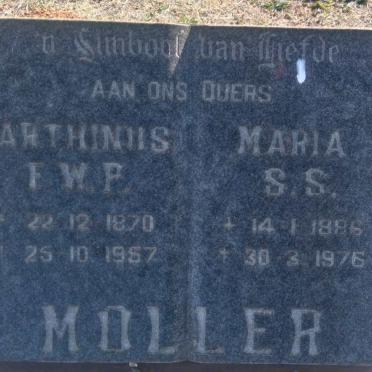 'n Simbool van Liefde
AAN ONS OUERS
ARTHINUS MARIA
F.W.P. S.S.
22·12·1870 + 14·1·1886
25·10·1957 + 30·3·1976
MOLLER